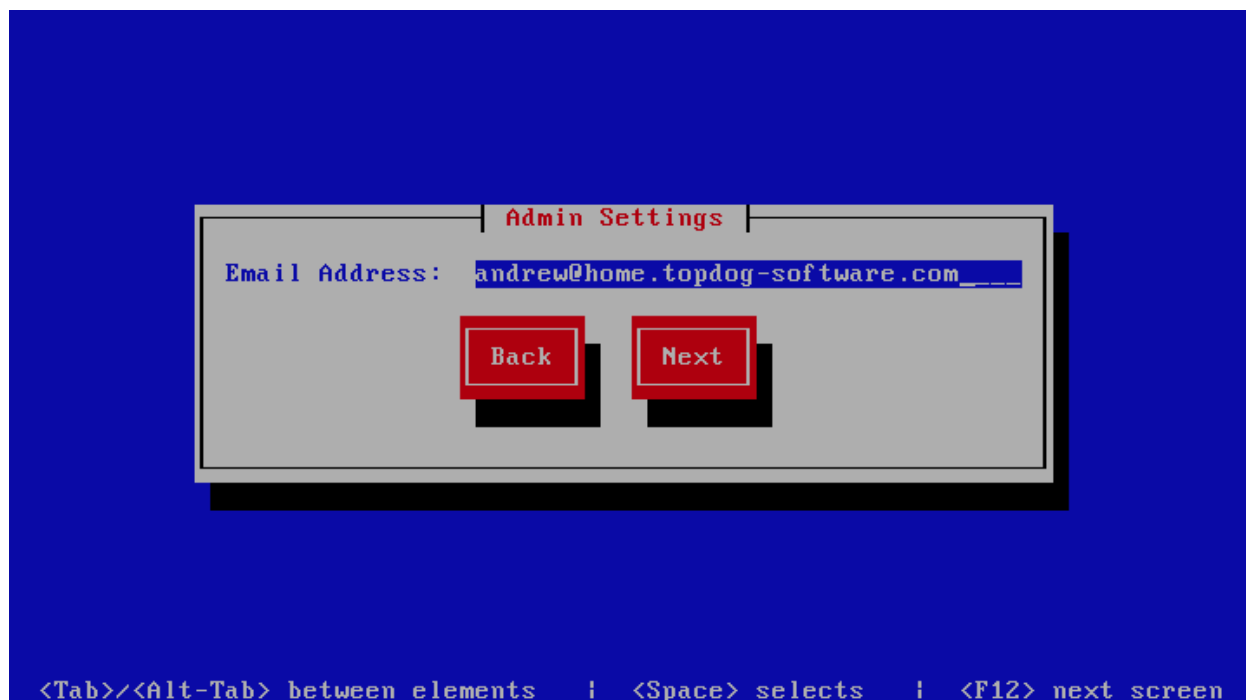 Admin Settings
Email Address: andrew@home.topdog-software.com____
Back Next
<Tab>/<Alt-Tab> between elements | <Space> selects | <F12> next screen